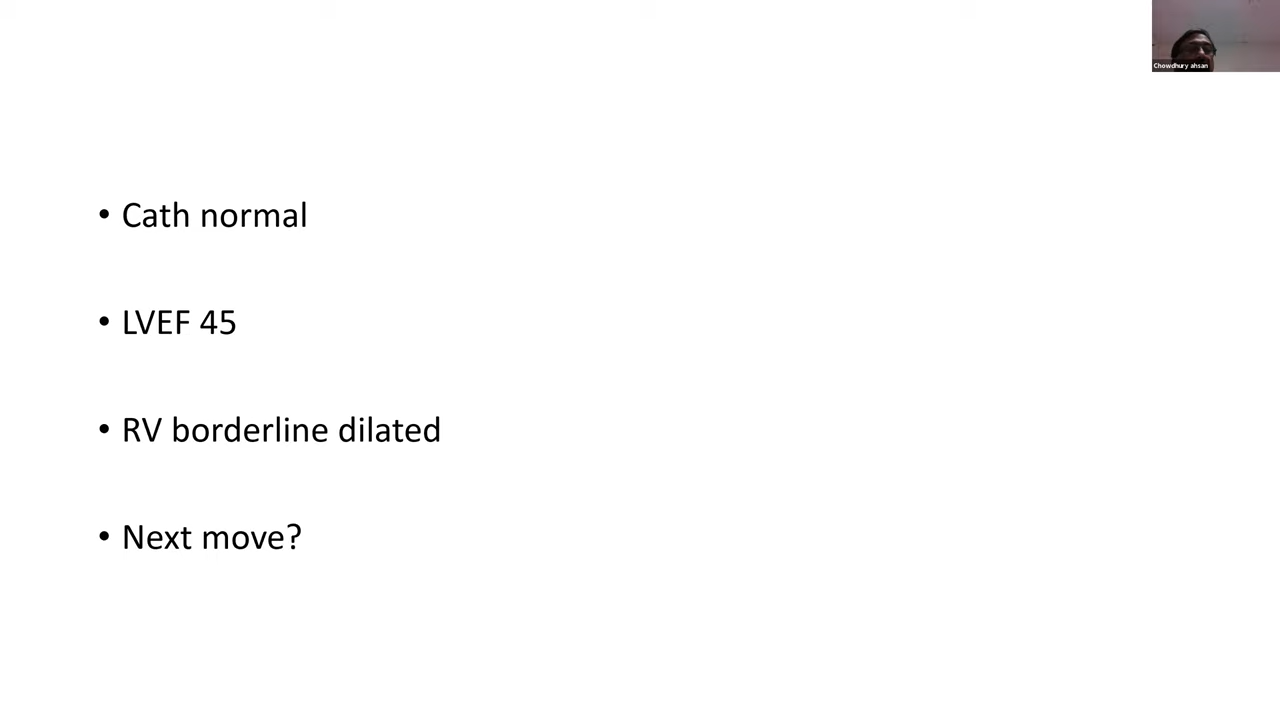 Chowdhury ahsan
• Cath normal
• LVEF 45
• RV borderline dilated
• Next move?